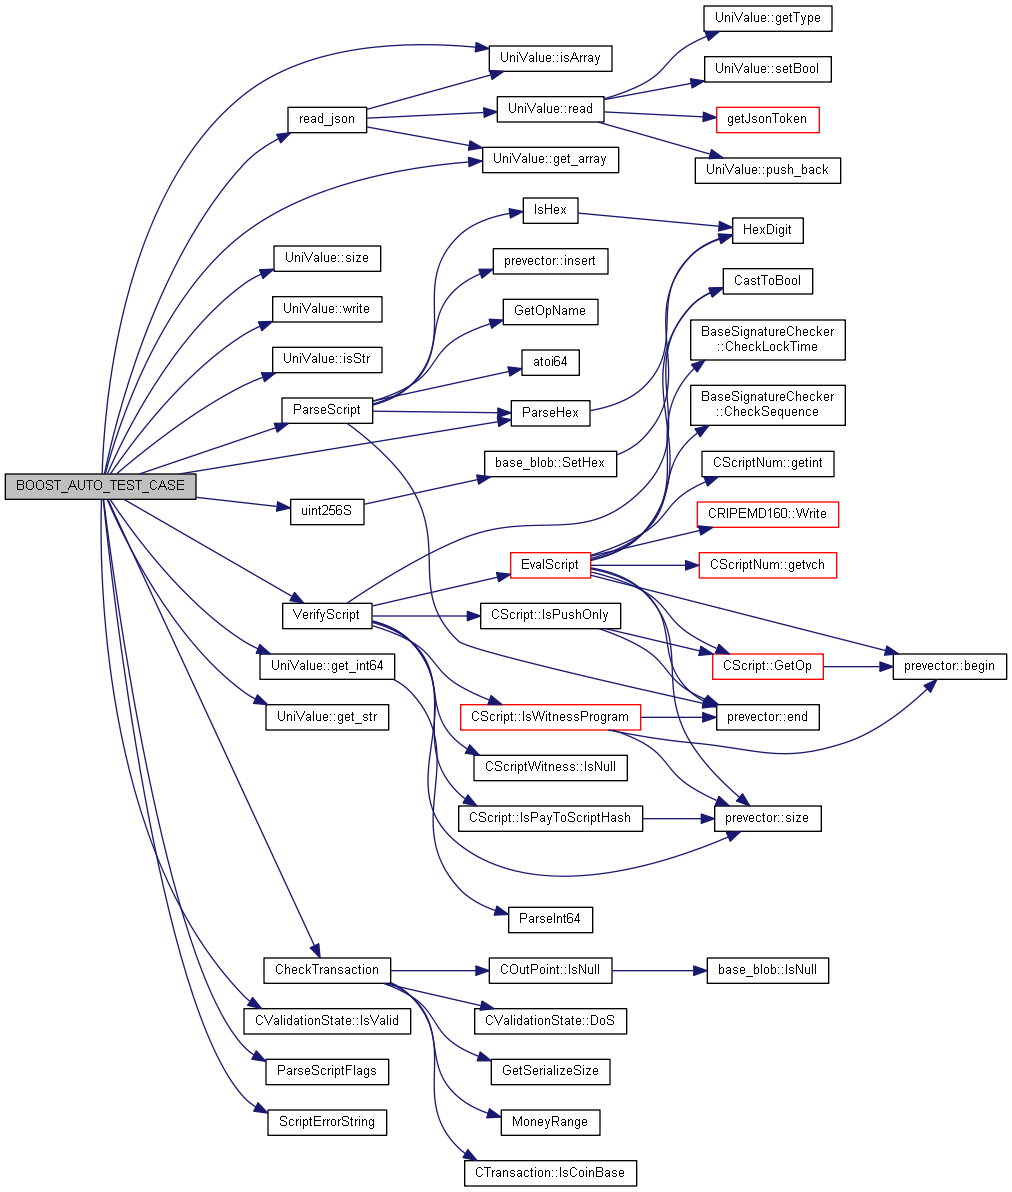 UniValue::getType
UniValue::isArray
UniValue::setBool
UniValue::read
read_json
getJsonToken
UniValue::get_array
UniValue::push_back
IsHex
HexDigit
UniValue::size
prevector::insert
CastToBool
UniValue::write
GetOpName
BaseSignatureChecker
::CheckLockTime
UniValue::isStr
atoi64
ParseScript
ParseHex
BaseSignatureChecker
::CheckSequence
base_blob::SetHex
CScriptNum::getint
BOOST_AUTO_TEST_CASE
uint256S
CRIPEMD160::Write
EvalScript
CScriptNum::getvch
VerifyScript
CScript::IsPushOnly
UniValue::get_int64
CScript::GetOp
prevector::begin
UniValue::get_str
CScript::IsWitnessProgram
prevector::end
CScriptWitness::IsNull
CScript::IsPayToScriptHash
prevector::size
ParseInt64
CheckTransaction
COutPoint::IsNull
base_blob::IsNull
CValidationState::IsValid
CValidationState::DoS
ParseScriptFlags
GetSerializeSize
ScriptErrorString
MoneyRange
CTransaction::IsCoinBase